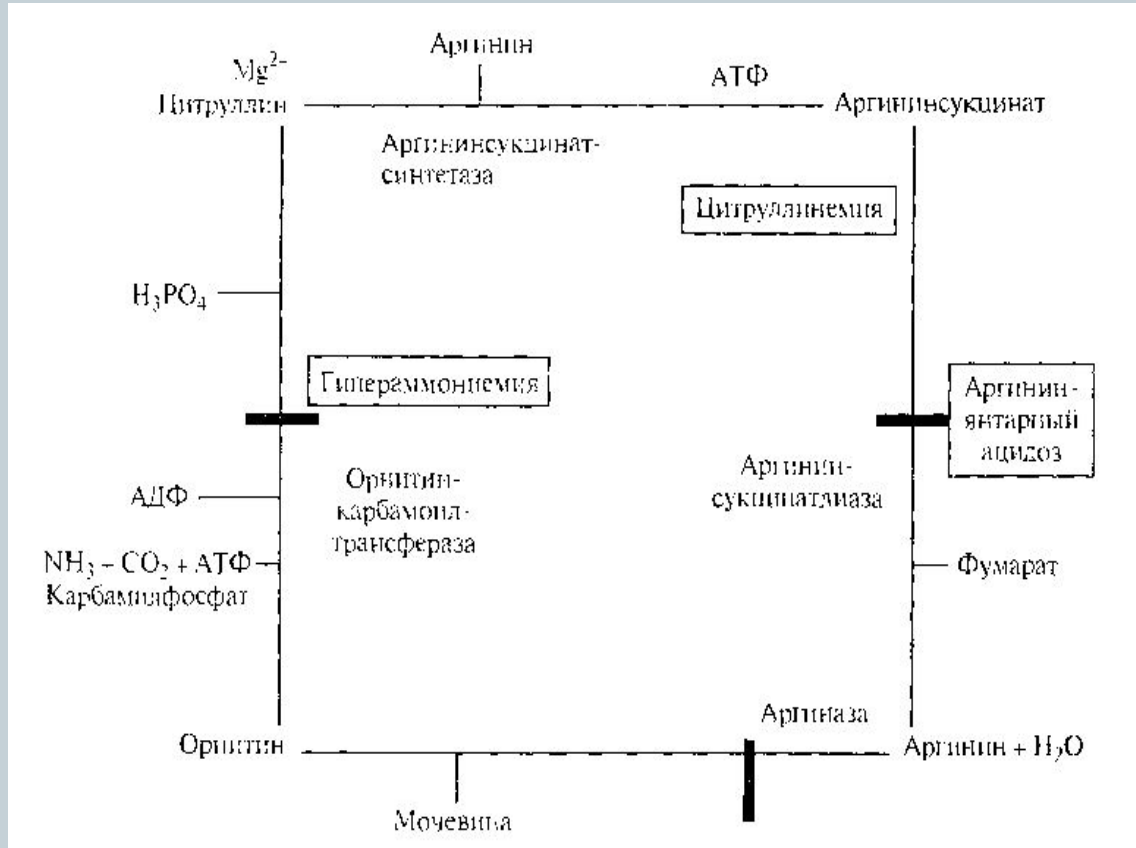 Аргинин
Mg²⁻
АТФ
Цитруллин
Аргининсукцинат
Аргининсукцинат-
синтетаза
Цитруллинемия
H₃PO₄
Гипераммониемия
Аргинин-
янтарный
ацидоз
Аргинин-
сукцинатлиаза
Орнитин-
карбамоил-
трансфераза
АДФ
NH₃ – CO₂ + АТФ
Карбамилфосфат
Фумарат
Аргиназа
Орнитин
Аргинин + H₂O
Мочевина